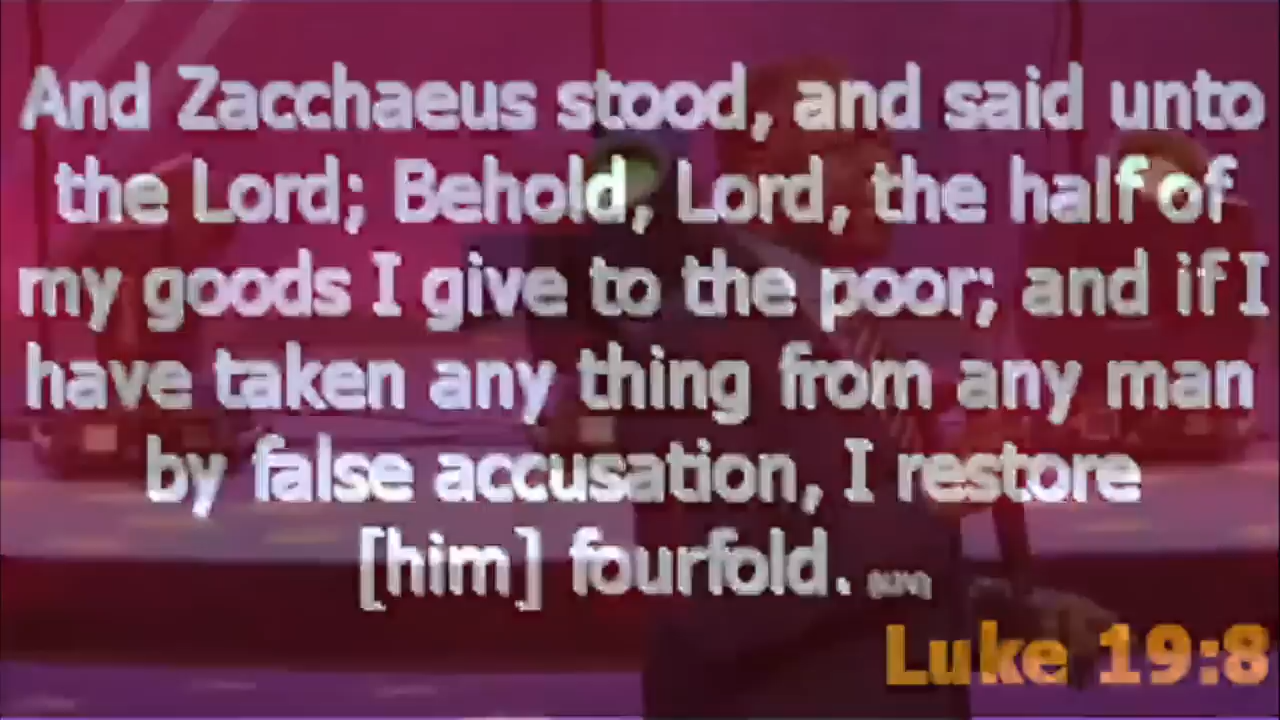 And Zacchaeus stood, and said unto
the Lord; Behold, Lord, the half of
my goods I give to the poor; and if I
have taken any thing from any man
by false accusation, I restore
[him] fourfold. (KJV)
Luke 19:8